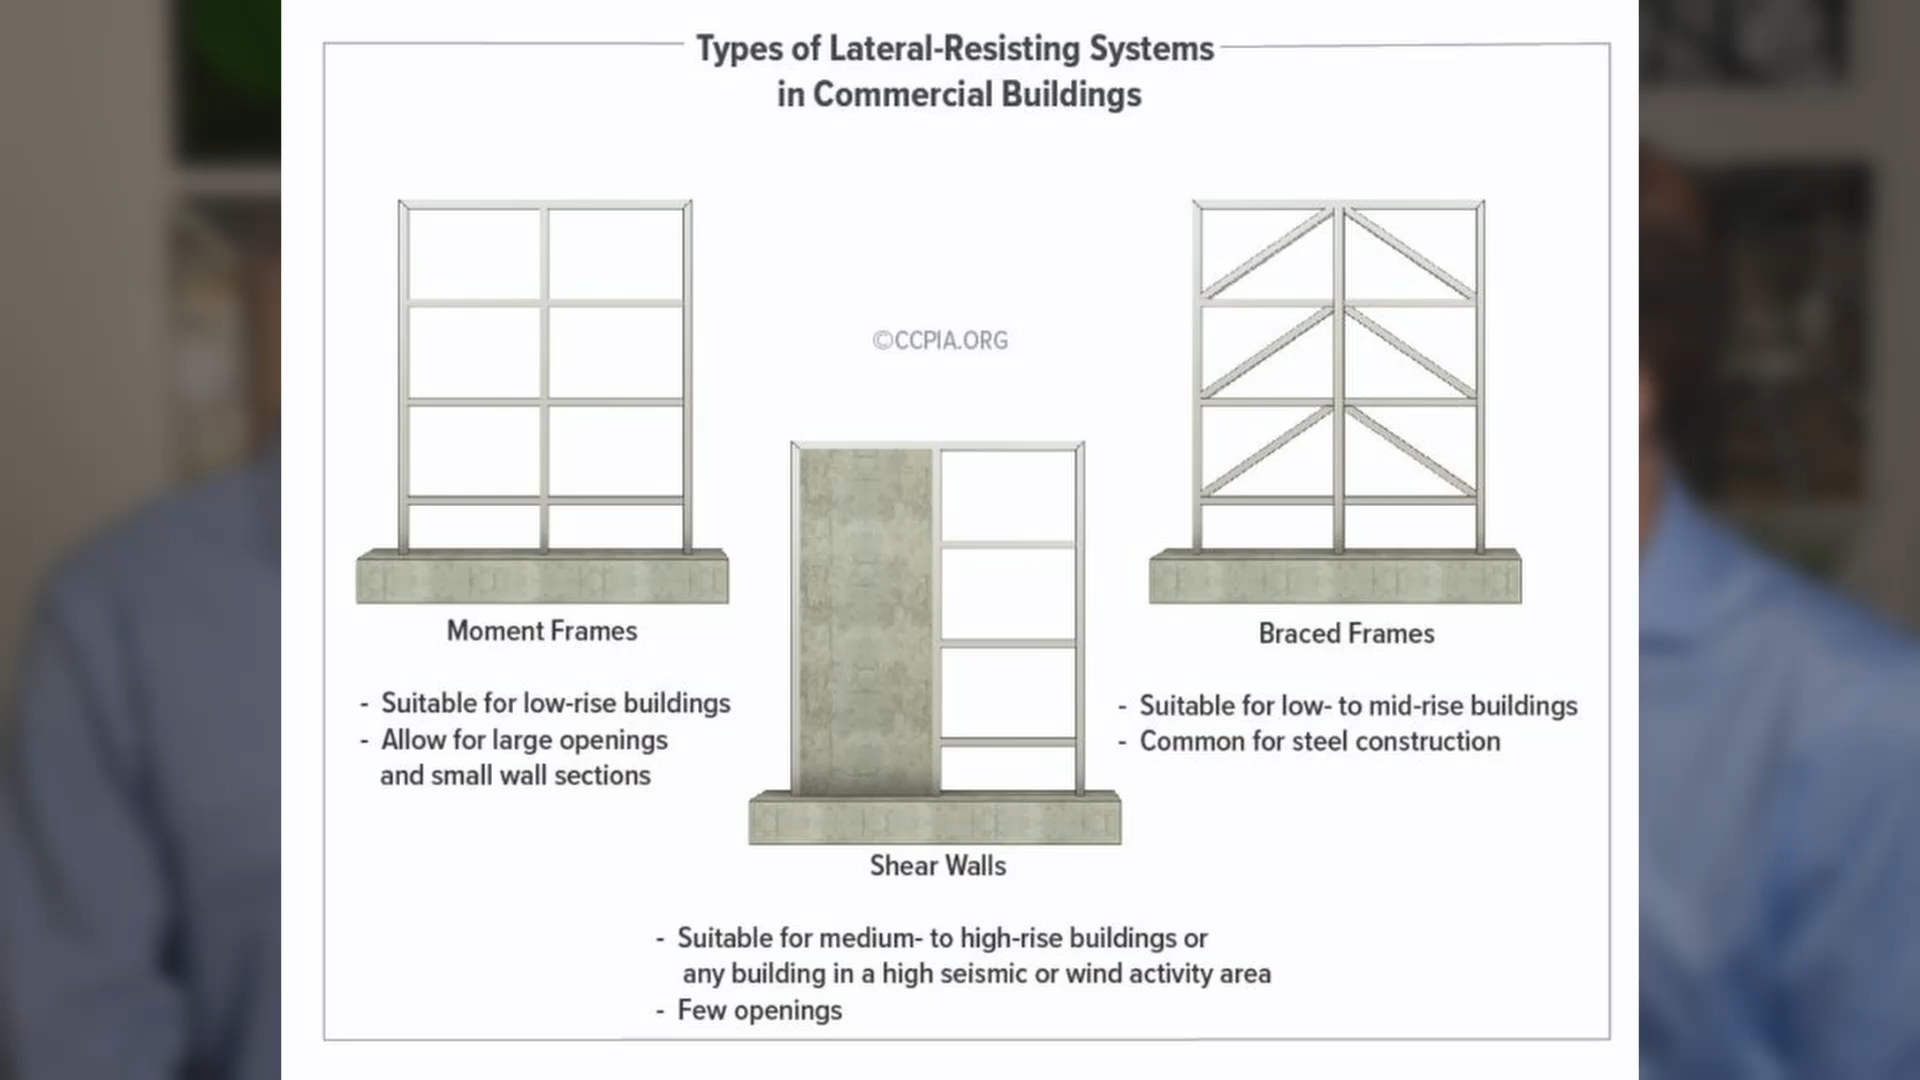 Types of Lateral-Resisting Systems
in Commercial Buildings
©CCPIA.ORG
Moment Frames
- Suitable for low-rise buildings
- Allow for large openings
and small wall sections
Braced Frames
- Suitable for low- to mid-rise buildings
- Common for steel construction
Shear Walls
- Suitable for medium- to high-rise buildings or
any building in a high seismic or wind activity area
- Few openings